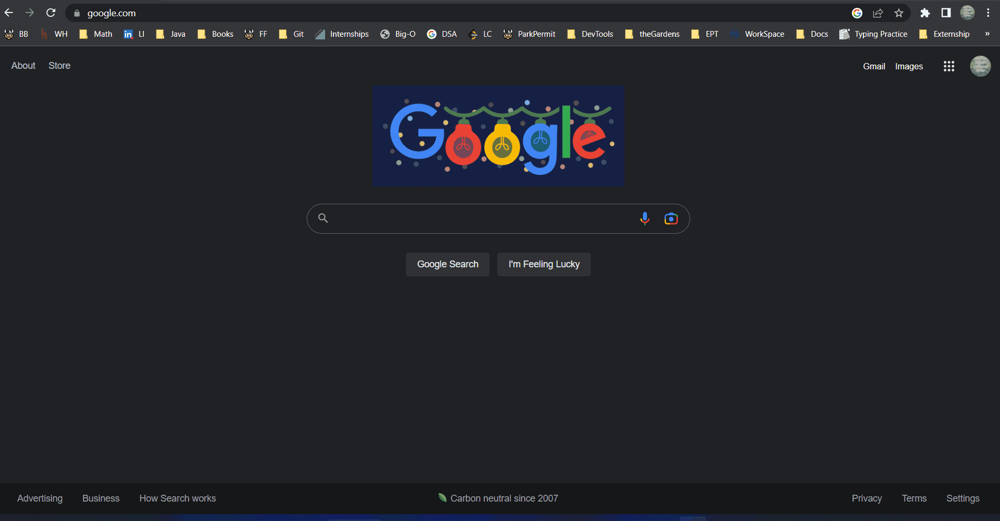 google.com
BB WH Math LI Java Books FF Git Internships Big-O DSA LC ParkPermit DevTools theGardens EPT WorkSpace Docs Typing Practice Externship »
About Store Gmail Images
Google
Google Search I'm Feeling Lucky
Advertising Business How Search works Carbon neutral since 2007 Privacy Terms Settings